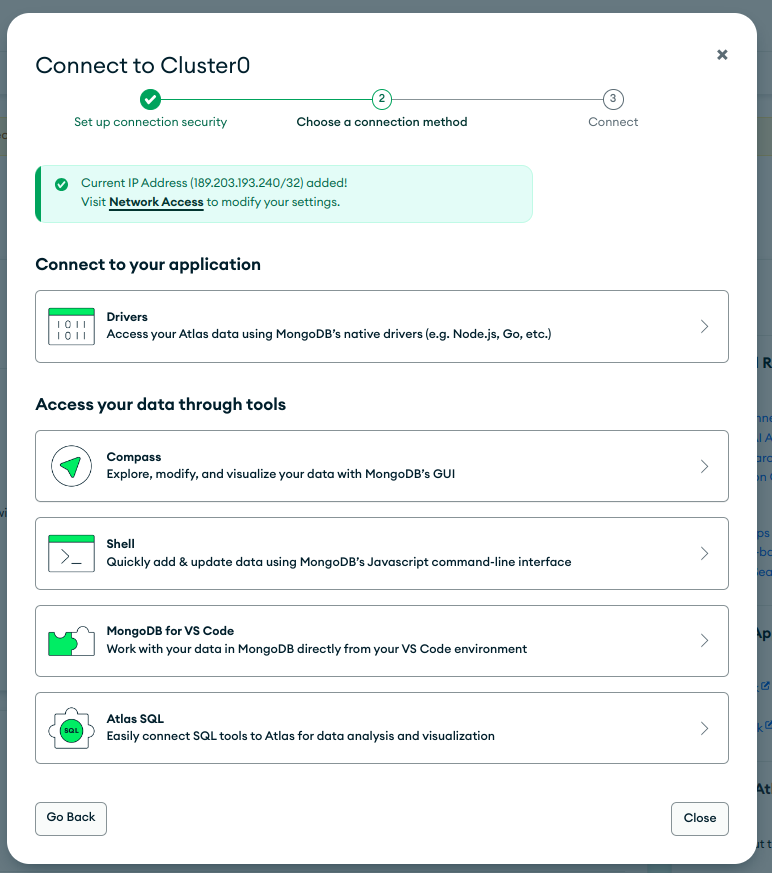 Connect to Cluster0
2
3
Set up connection security
Choose a connection method
Connect
Current IP Address (189.203.193.240/32) added!
Visit Network Access to modify your settings.
Connect to your application
1011
1011
Drivers
Access your Atlas data using MongoDB's native drivers (e.g. Node.js, Go, etc.)
Access your data through tools
Compass
Explore, modify, and visualize your data with MongoDB's GUI
>_
Shell
Quickly add & update data using MongoDB's Javascript command-line interface
MongoDB for VS Code
Work with your data in MongoDB directly from your VS Code environment
SQL
Atlas SQL
Easily connect SQL tools to Atlas for data analysis and visualization
Go Back
Close